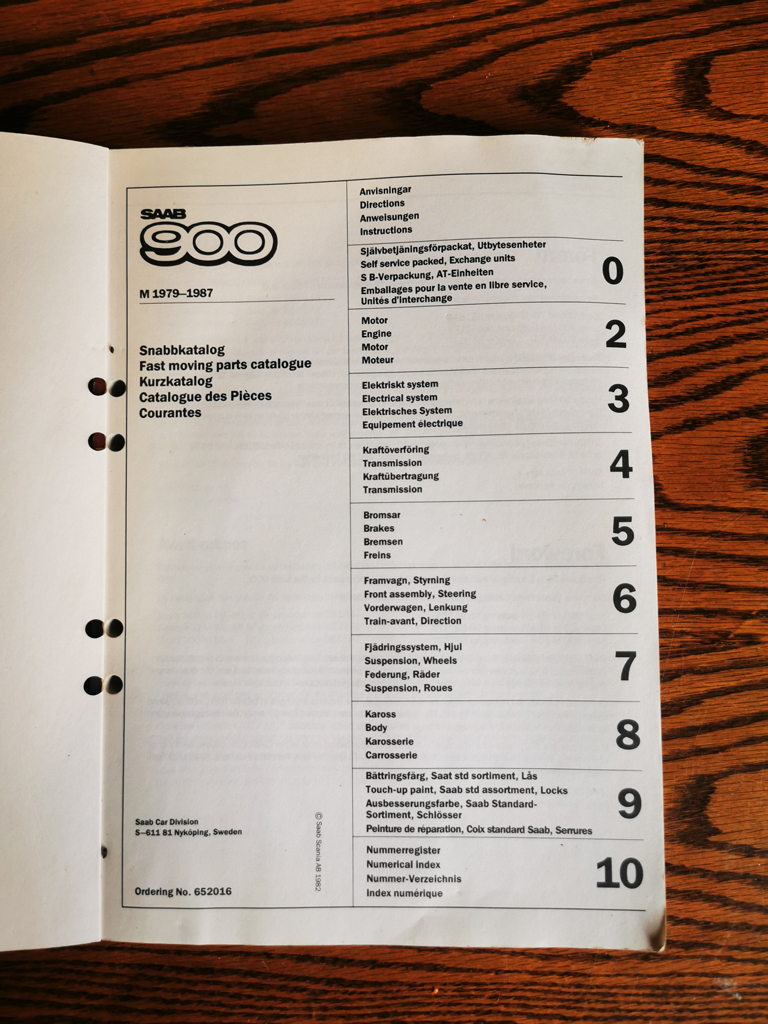 SAAB
900
M 1979–1987
Snabbkatalog
Fast moving parts catalogue
Kurzkatalog
Catalogue des Pièces
Courantes
Saab Car Division
S–611 81 Nyköping, Sweden
© Saab Scania AB 1982
Ordering No. 652016
Anvisningar
Directions
Anweisungen
Instructions
Självbetjäningsförpackat, Utbytesenheter
Self service packed, Exchange units
S B-Verpackung, AT-Einheiten
Emballages pour la vente en libre service,
Unités d'interchange
0
Motor
Engine
Motor
Moteur
2
Elektriskt system
Electrical system
Elektrisches System
Equipement électrique
3
Kraftöverföring
Transmission
Kraftübertragung
Transmission
4
Bromsar
Brakes
Bremsen
Freins
5
Framvagn, Styrning
Front assembly, Steering
Vorderwagen, Lenkung
Train-avant, Direction
6
Fjädringssystem, Hjul
Suspension, Wheels
Federung, Räder
Suspension, Roues
7
Kaross
Body
Karosserie
Carrosserie
8
Bättringsfärg, Saat std sortiment, Lås
Touch-up paint, Saab std assortment, Locks
Ausbesserungsfarbe, Saab Standard-
Sortiment, Schlösser
Peinture de réparation, Coix standard Saab, Serrures
9
Nummerregister
Numerical index
Nummer-Verzeichnis
Index numérique
10